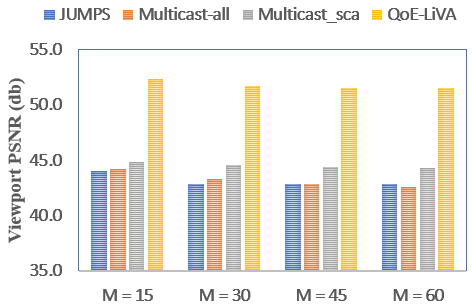 JUMPS Multicast-all Multicast_sca QoE-LiVA
Viewport PSNR (db)
55.0
50.0
45.0
40.0
35.0
M = 15 M = 30 M = 45 M = 60